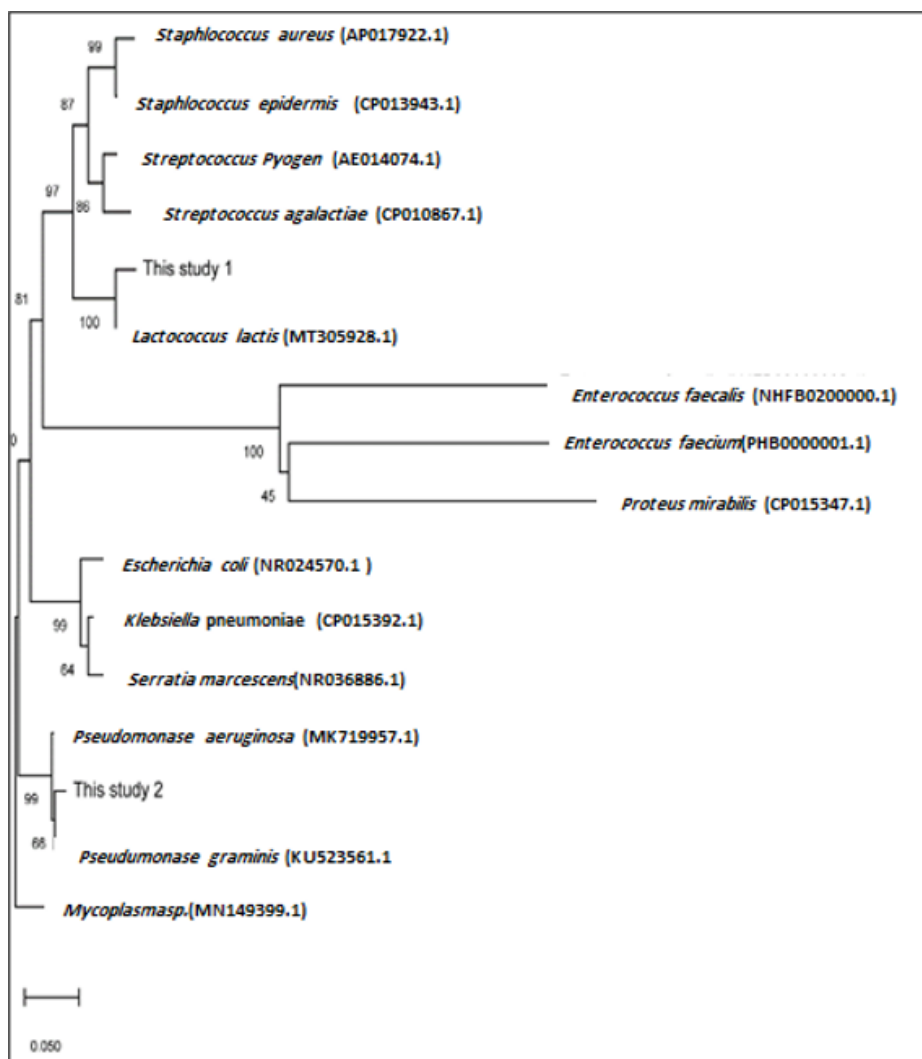 99
Staphlococcus aureus (AP017922.1)
87
Staphlococcus epidermis (CP013943.1)
Streptococcus Pyogen (AE014074.1)
97
86
Streptococcus agalactiae (CP010867.1)
This study 1
81
100
Lactococcus lactis (MT305928.1)
Enterococcus faecalis (NHFB0200000.1)
0
100
Enterococcus faecium(PHB0000001.1)
45
Proteus mirabilis (CP015347.1)
Escherichia coli (NR024570.1 )
99
Klebsiella pneumoniae (CP015392.1)
64
Serratia marcescens(NR036886.1)
Pseudomonase aeruginosa (MK719957.1)
99
This study 2
66
Pseudumonase graminis (KU523561.1
Mycoplasmasp.(MN149399.1)
0.050